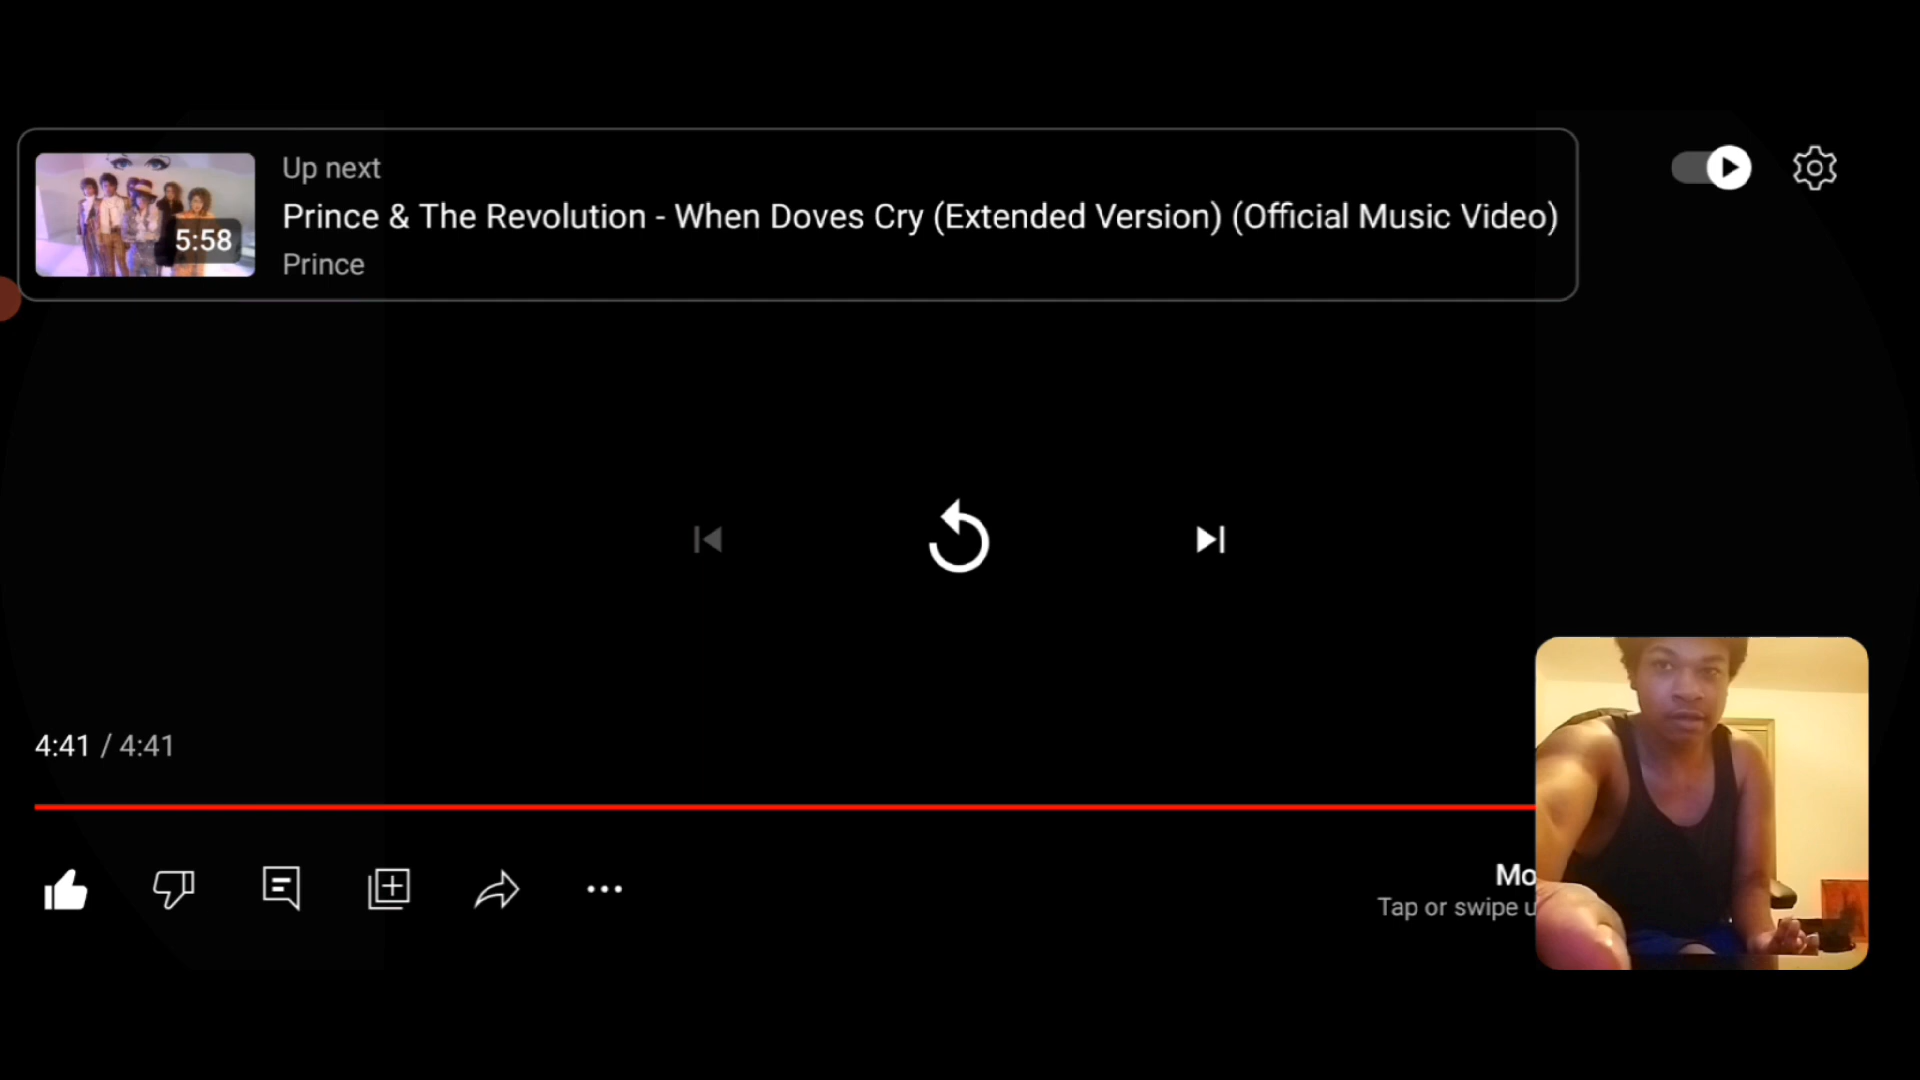 Up next
Prince & The Revolution - When Doves Cry (Extended Version) (Official Music Video)
5:58
Prince
4:41 / 4:41
Mo
Tap or swipe u